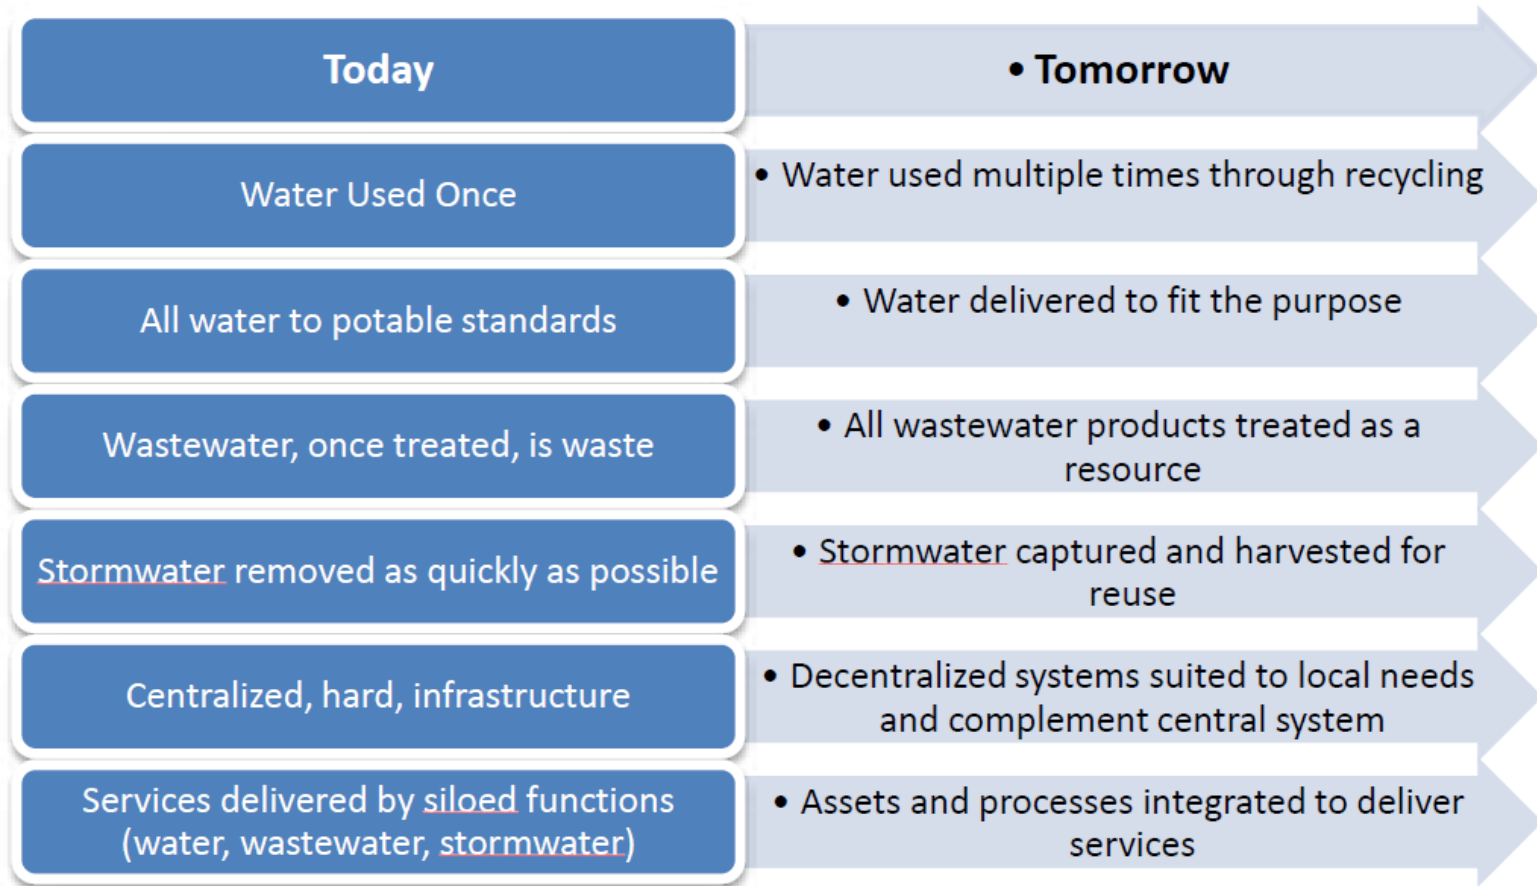 Today
• Tomorrow
Water Used Once
• Water used multiple times through recycling
All water to potable standards
• Water delivered to fit the purpose
Wastewater, once treated, is waste
• All wastewater products treated as a
resource
Stormwater removed as quickly as possible
• Stormwater captured and harvested for
reuse
Centralized, hard, infrastructure
• Decentralized systems suited to local needs
and complement central system
Services delivered by siloed functions
(water, wastewater, stormwater)
• Assets and processes integrated to deliver
services